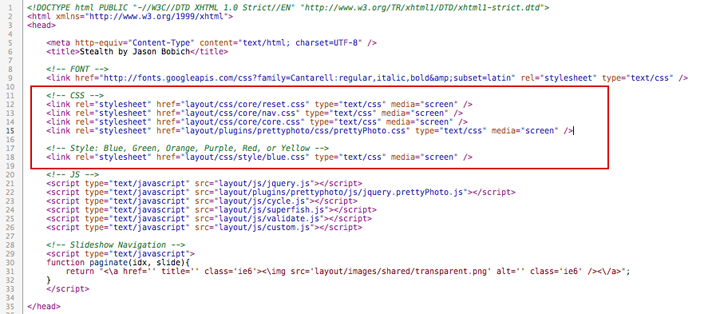 1 <!DOCTYPE html PUBLIC "-//W3C//DTD XHTML 1.0 Strict//EN" "http://www.w3.org/TR/xhtml1/DTD/xhtml1-strict.dtd">
2 <html xmlns="http://www.w3.org/1999/xhtml">
3 <head>
4
5 <meta http-equiv="Content-Type" content="text/html; charset=UTF-8" />
6 <title>Stealth by Jason Bobich</title>
7
8 <!-- FONT -->
9 <link href="http://fonts.googleapis.com/css?family=Cantarell:regular,italic,bold&amp;subset=latin" rel="stylesheet" type="text/css" />
10
11 <!-- CSS -->
12 <link rel="stylesheet" href="layout/css/core/reset.css" type="text/css" media="screen" />
13 <link rel="stylesheet" href="layout/css/core/nav.css" type="text/css" media="screen" />
14 <link rel="stylesheet" href="layout/css/core/core.css" type="text/css" media="screen" />
15 <link rel="stylesheet" href="layout/plugins/prettyphoto/css/prettyPhoto.css" type="text/css" media="screen" />
16
17 <!-- Style: Blue, Green, Orange, Purple, Red, or Yellow -->
18 <link rel="stylesheet" href="layout/css/style/blue.css" type="text/css" media="screen" />
19
20 <!-- JS -->
21 <script type="text/javascript" src="layout/js/jquery.js"></script>
22 <script type="text/javascript" src="layout/plugins/prettyphoto/js/jquery.prettyPhoto.js"></script>
23 <script type="text/javascript" src="layout/js/cycle.js"></script>
24 <script type="text/javascript" src="layout/js/superfish.js"></script>
25 <script type="text/javascript" src="layout/js/validate.js"></script>
26 <script type="text/javascript" src="layout/js/custom.js"></script>
27
28 <!-- Slideshow Navigation -->
29 <script type="text/javascript">
30 function paginate(idx, slide){
31 return "<\a href='' title='' class='ie6'><img src='layout/images/shared/transparent.png' alt='' class='ie6' /><\/a>";
32 }
33 </script>
34
35 </head>